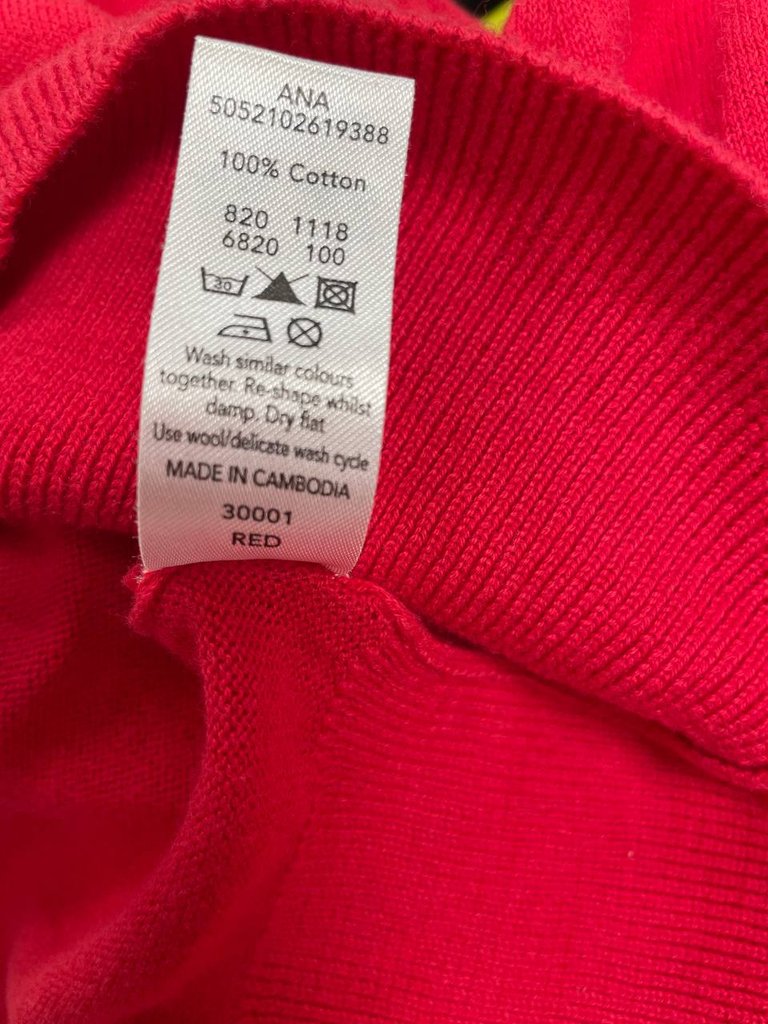 ANA
5052102619388
100% Cotton
820 1118
6820 100
30
Wash similar colours
together. Re-shape whilst
damp. Dry flat
Use wool/delicate wash cycle
MADE IN CAMBODIA
30001
RED